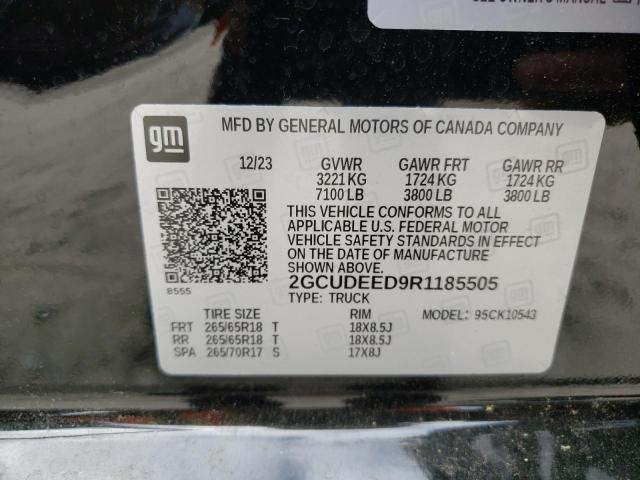 MANUAL
gm
MFD BY GENERAL MOTORS OF CANADA COMPANY
12/23 GVWR GAWR FRT GAWR RR
3221 KG 1724 KG 1724 KG
7100 LB 3800 LB 3800 LB
THIS VEHICLE CONFORMS TO ALL
APPLICABLE U.S. FEDERAL MOTOR
VEHICLE SAFETY STANDARDS IN EFFECT
ON THE DATE OF MANUFACTURE
SHOWN ABOVE.
2GCUDEED9R1185505
8555
TYPE: TRUCK
TIRE SIZE RIM MODEL: 95CK10543
FRT 265/65R18 T 18X8.5J
RR 265/65R18 T 18X8.5J
SPA 265/70R17 S 17X8J